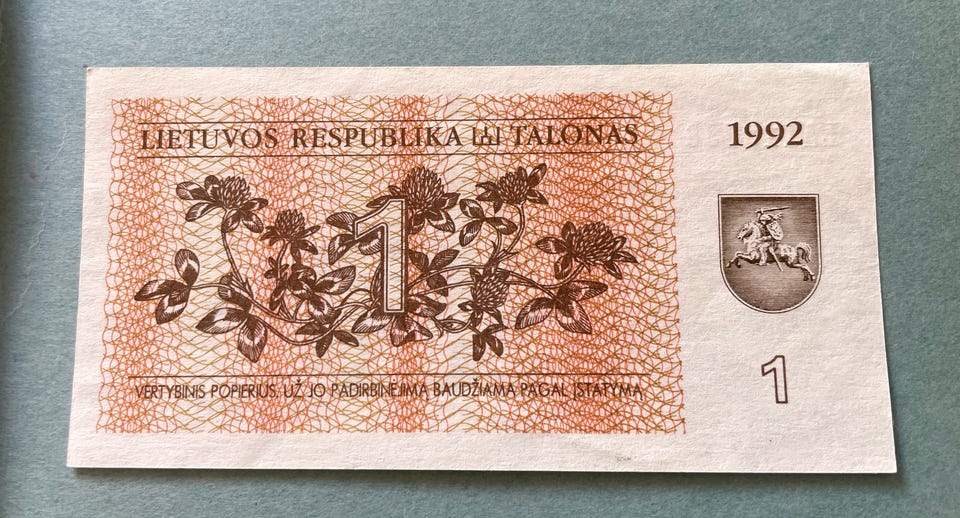 LIETUVOS RESPUBLIKA TALONAS
1992
1
VERTYBINIS POPIERIUS. UŽ JO PADIRBINĖJIMĄ BAUDŽIAMA PAGAL ĮSTATYMĄ
1